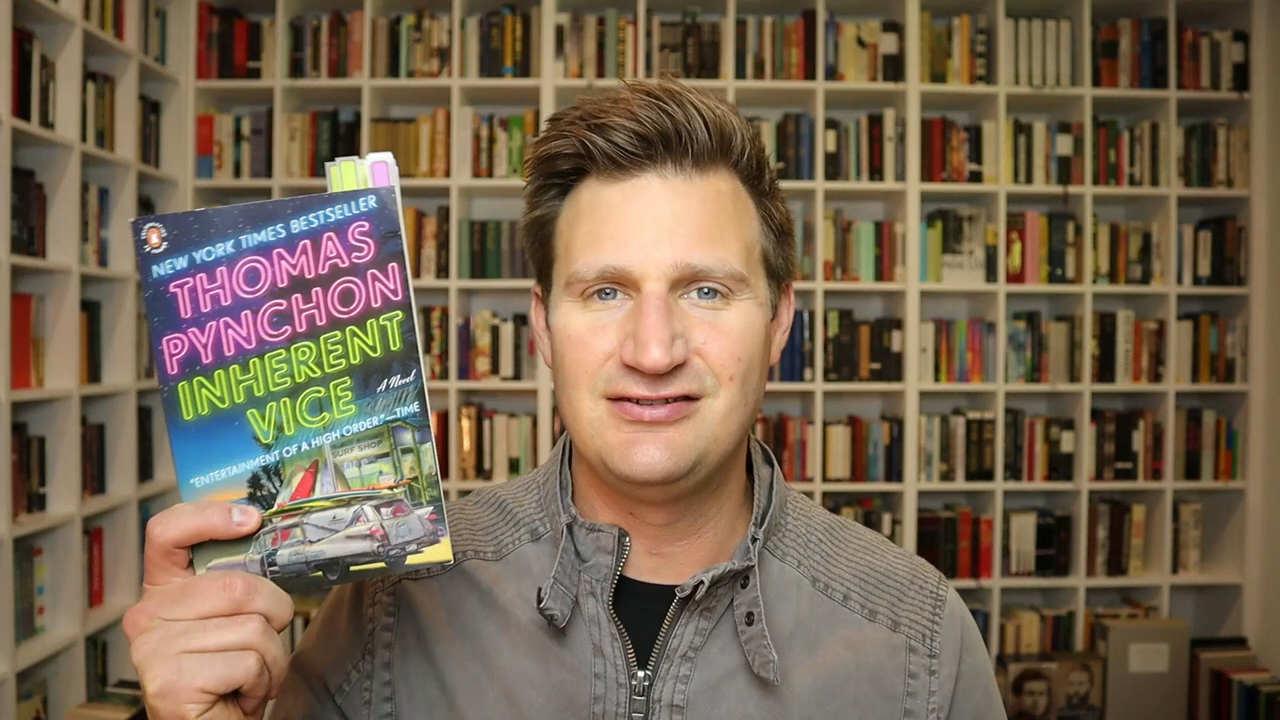 NEW YORK TIMES BESTSELLER
THOMAS
PYNCHON
INHERENT
VICE
A Novel
"ENTERTAINMENT OF A HIGH ORDER."—TIME
SURF SHOP